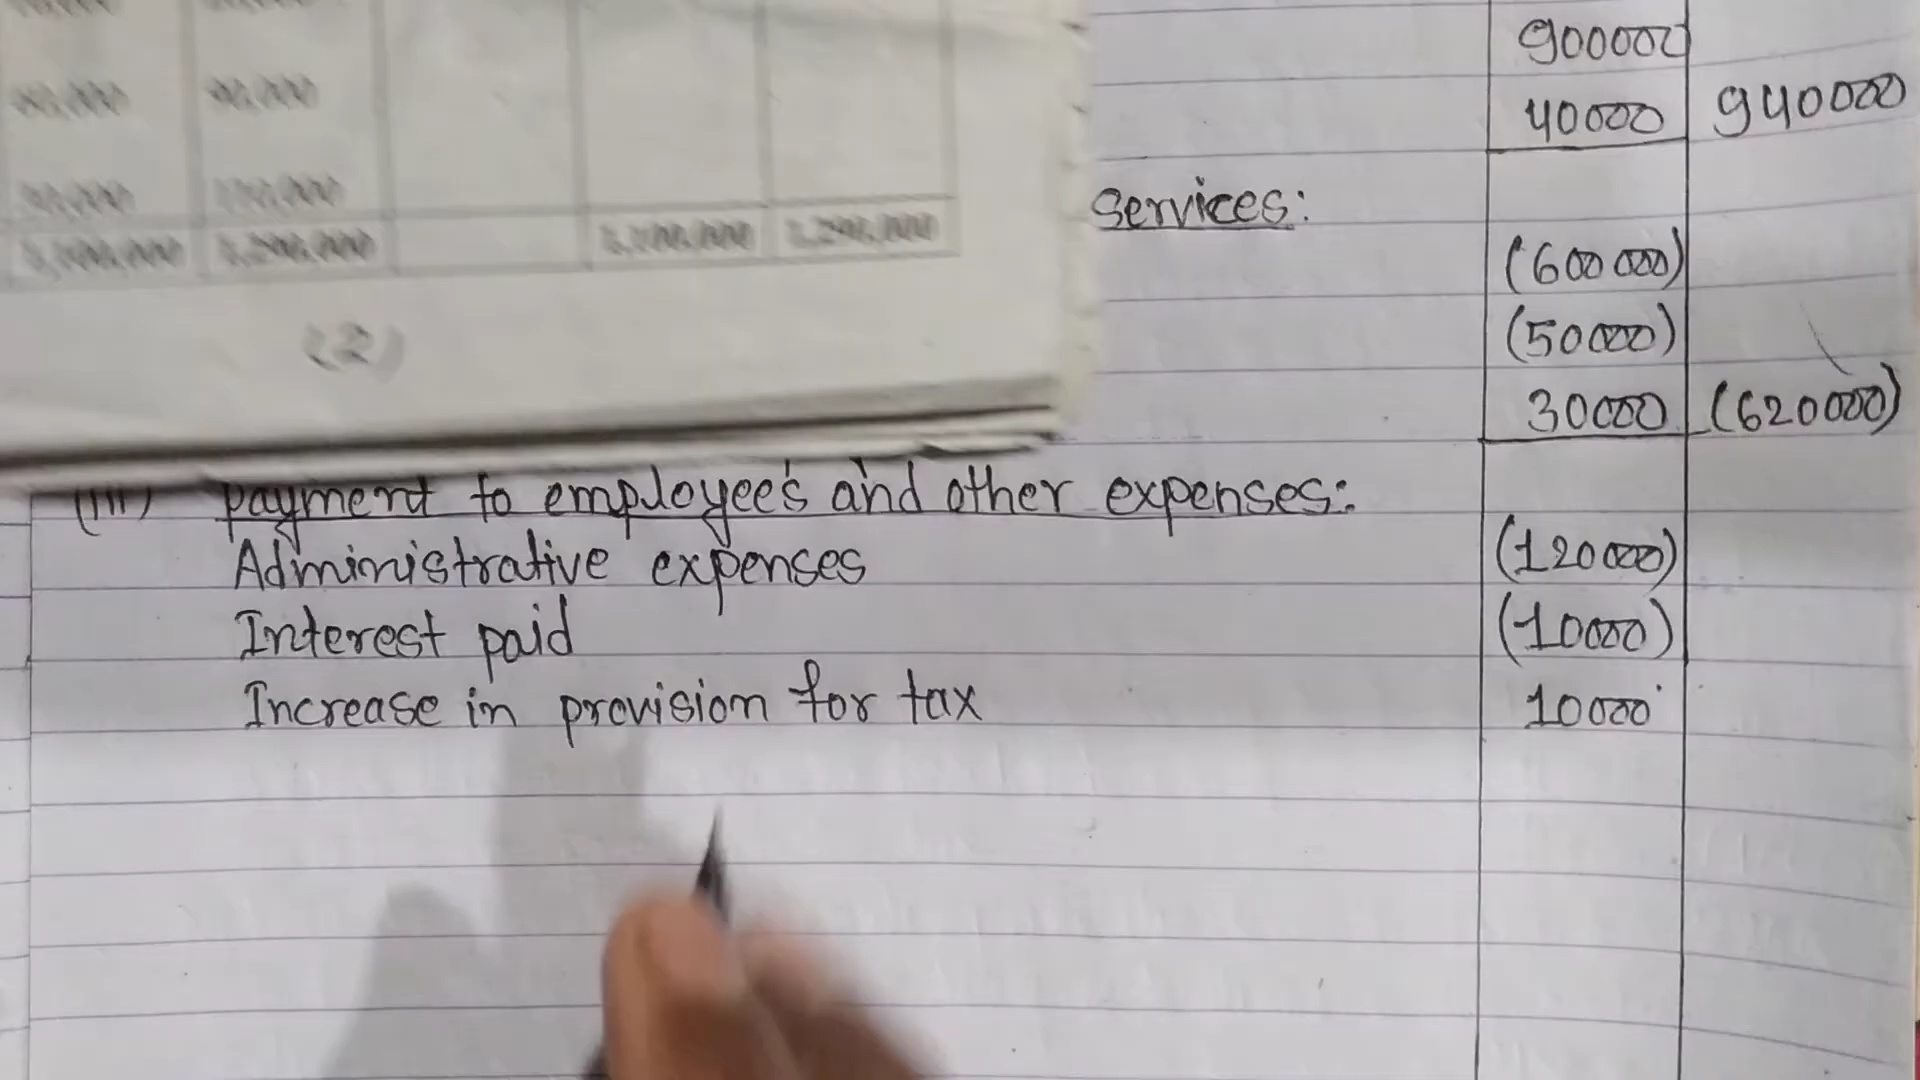 900000
40000 940000
Services:
(600000)
(50000)
30000 (620000)
(2)
(III) payment to employee's and other expenses:
Administrative expenses (120000)
Interest paid (10000)
Increase in provision for tax 10000